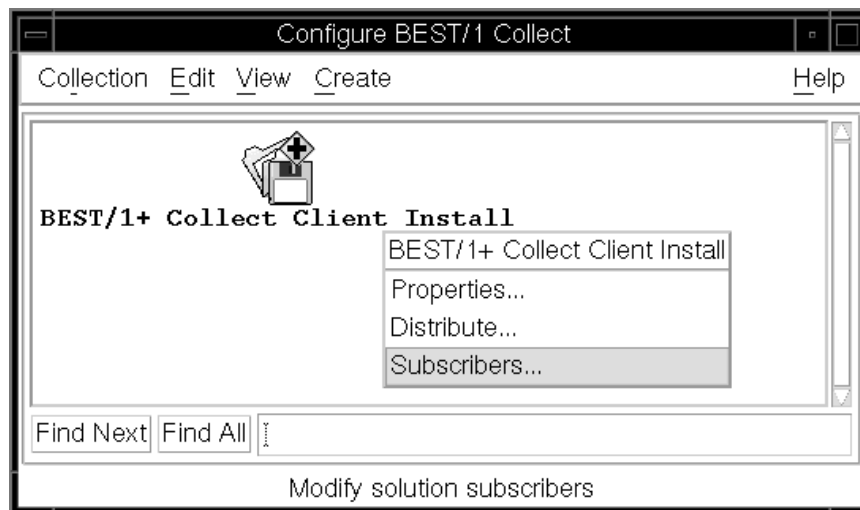 Configure BEST/1 Collect
Collection Edit View Create Help
BEST/1+ Collect Client Install
BEST/1+ Collect Client Install
Properties...
Distribute...
Subscribers...
Find Next Find All
Modify solution subscribers